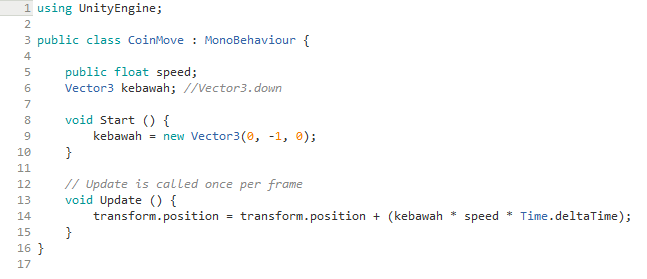 1 using UnityEngine;
2
3 public class CoinMove : MonoBehaviour {
4
5     public float speed;
6     Vector3 kebawah; //Vector3.down
7
8     void Start () {
9         kebawah = new Vector3(0, -1, 0);
10     }
11
12     // Update is called once per frame
13     void Update () {
14         transform.position = transform.position + (kebawah * speed * Time.deltaTime);
15     }
16 }
17